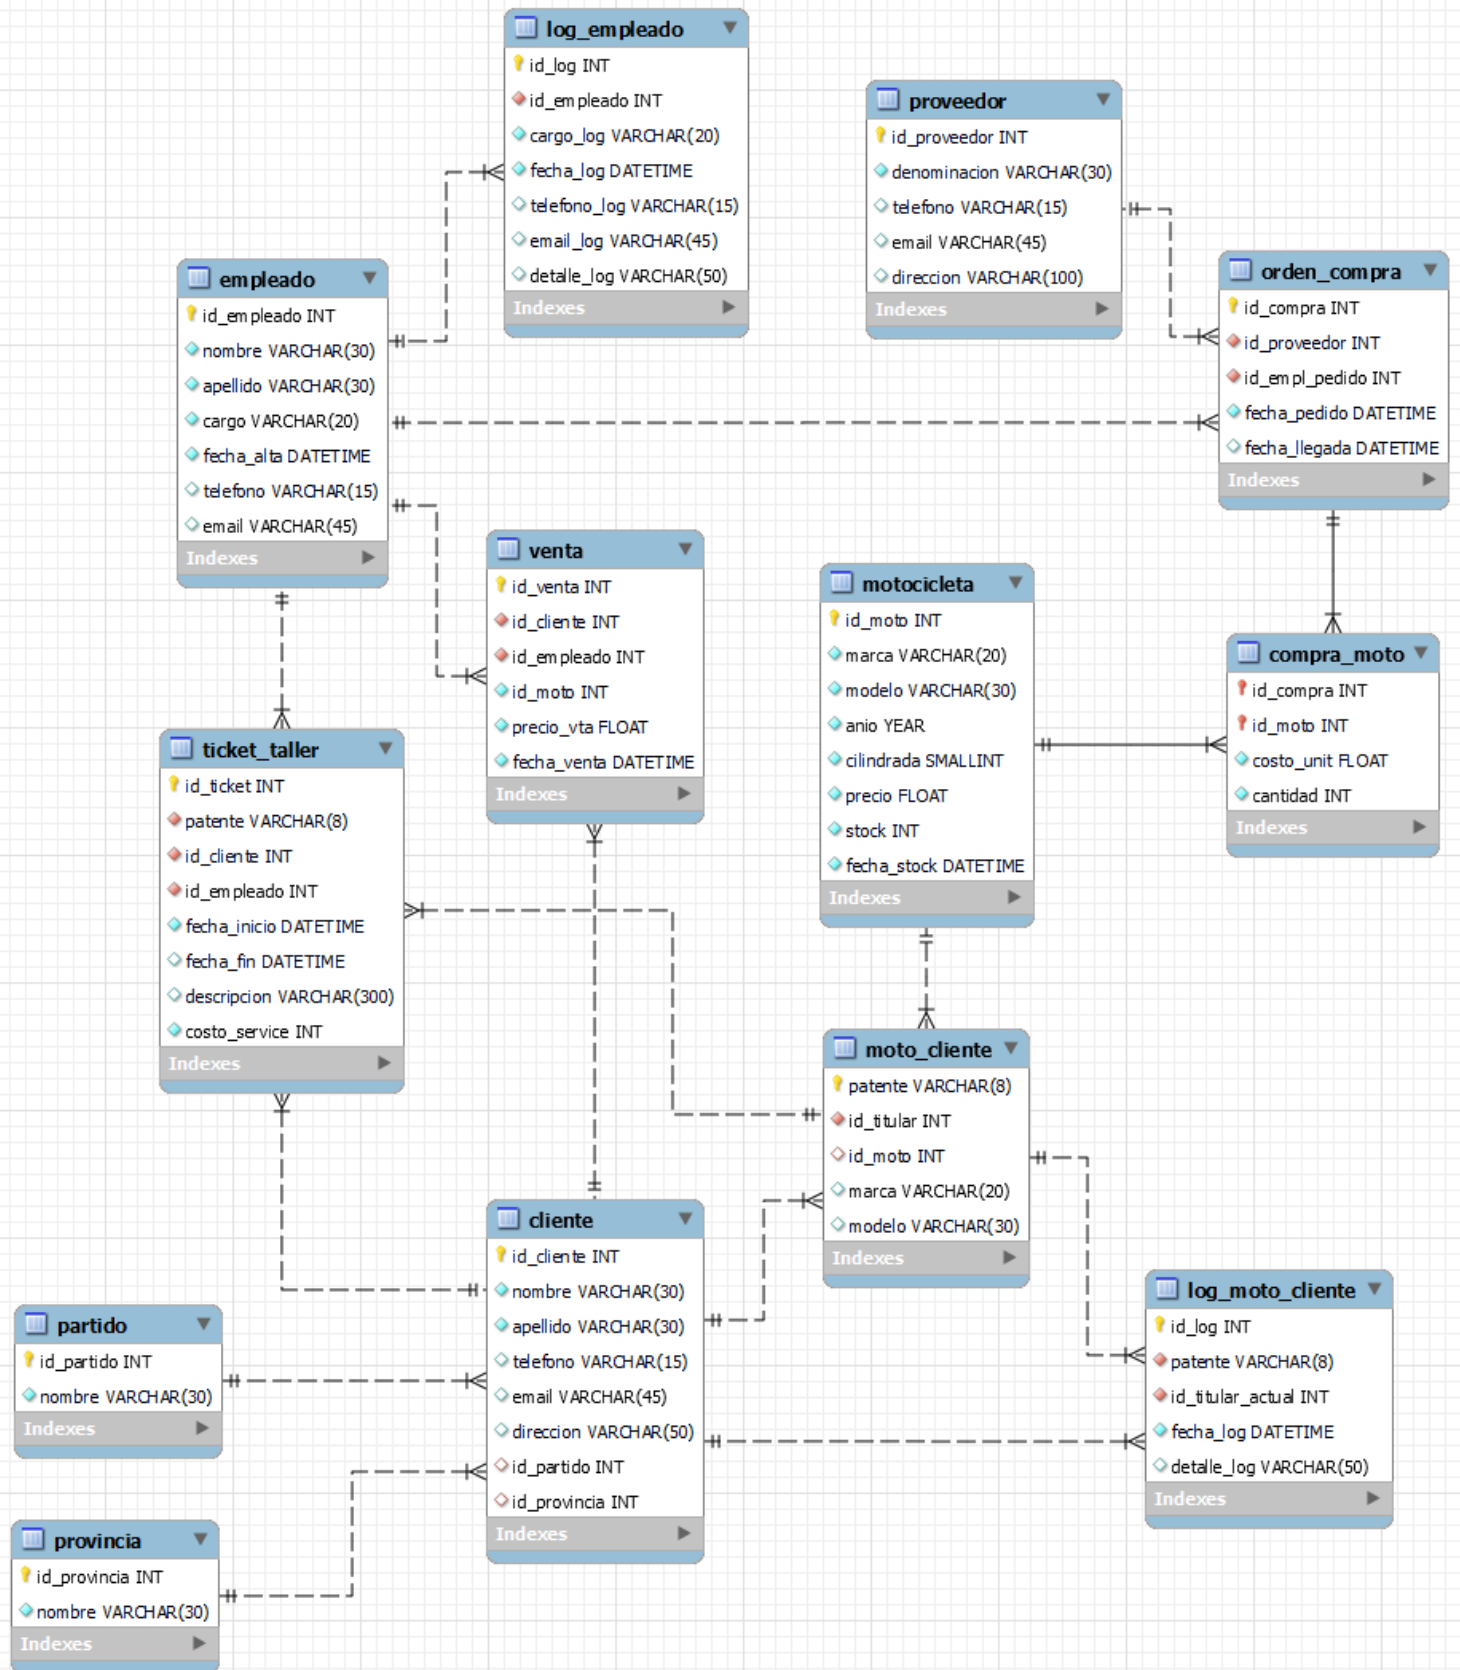 log_empleado
id_log INT
id_empleado INT
cargo_log VARCHAR(20)
fecha_log DATETIME
telefono_log VARCHAR(15)
email_log VARCHAR(45)
detalle_log VARCHAR(50)
Indexes
proveedor
id_proveedor INT
denominacion VARCHAR(30)
telefono VARCHAR(15)
email VARCHAR(45)
direccion VARCHAR(100)
Indexes
empleado
id_empleado INT
nombre VARCHAR(30)
apellido VARCHAR(30)
cargo VARCHAR(20)
fecha_alta DATETIME
telefono VARCHAR(15)
email VARCHAR(45)
Indexes
orden_compra
id_compra INT
id_proveedor INT
id_empl_pedido INT
fecha_pedido DATETIME
fecha_llegada DATETIME
Indexes
venta
id_venta INT
id_cliente INT
id_empleado INT
id_moto INT
precio_vta FLOAT
fecha_venta DATETIME
Indexes
motocicleta
id_moto INT
marca VARCHAR(20)
modelo VARCHAR(30)
anio YEAR
cilindrada SMALLINT
precio FLOAT
stock INT
fecha_stock DATETIME
Indexes
compra_moto
id_compra INT
id_moto INT
costo_unit FLOAT
cantidad INT
Indexes
ticket_taller
id_ticket INT
patente VARCHAR(8)
id_cliente INT
id_empleado INT
fecha_inicio DATETIME
fecha_fin DATETIME
descripcion VARCHAR(300)
costo_service INT
Indexes
moto_cliente
patente VARCHAR(8)
id_titular INT
id_moto INT
marca VARCHAR(20)
modelo VARCHAR(30)
Indexes
cliente
id_cliente INT
nombre VARCHAR(30)
apellido VARCHAR(30)
telefono VARCHAR(15)
email VARCHAR(45)
direccion VARCHAR(50)
id_partido INT
id_provincia INT
Indexes
log_moto_cliente
id_log INT
patente VARCHAR(8)
id_titular_actual INT
fecha_log DATETIME
detalle_log VARCHAR(50)
Indexes
partido
id_partido INT
nombre VARCHAR(30)
Indexes
provincia
id_provincia INT
nombre VARCHAR(30)
Indexes